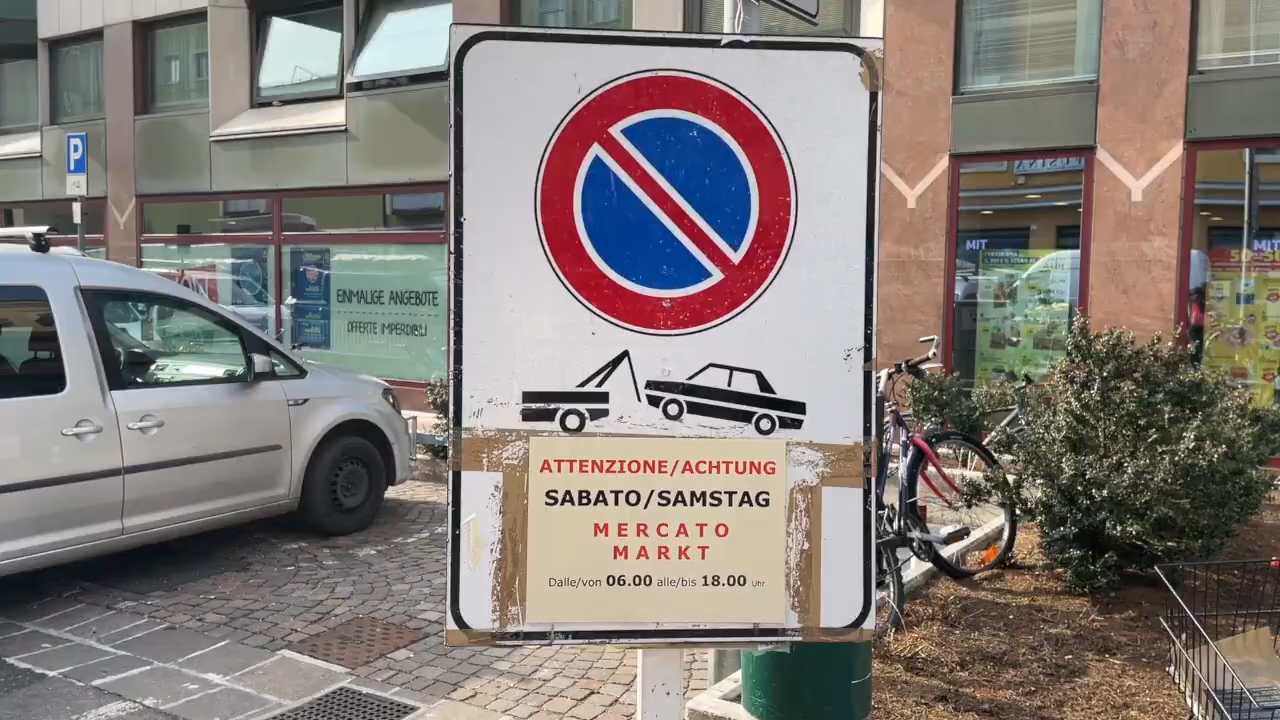 P
EINMALIGE ANGEBOTE
OFFERTE IMPERDIBILI
MIT
MIT
ATTENZIONE/ACHTUNG
SABATO/SAMSTAG
MERCATO
MARKT
Dalle/von 06.00 alle/bis 18.00 Uhr